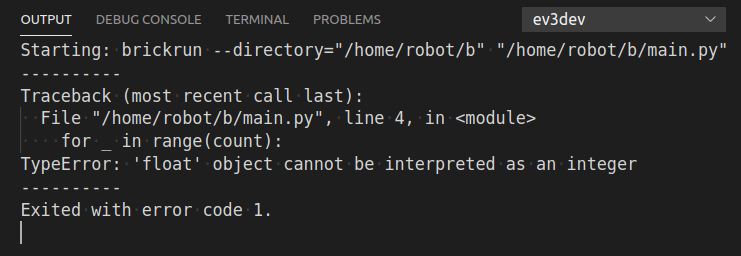 OUTPUT DEBUG CONSOLE TERMINAL PROBLEMS ev3dev
Starting: brickrun --directory="/home/robot/b" "/home/robot/b/main.py"
----------
Traceback (most recent call last):
  File "/home/robot/b/main.py", line 4, in <module>
    for _ in range(count):
TypeError: 'float' object cannot be interpreted as an integer
----------
Exited with error code 1.